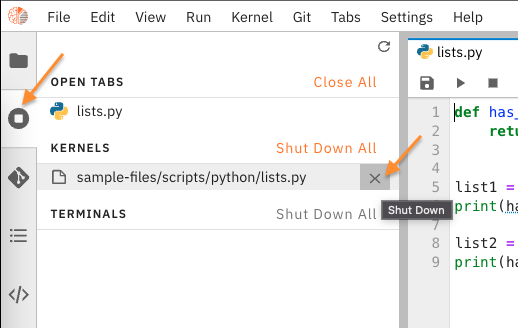 File Edit View Run Kernel Git Tabs Settings Help
OPEN TABS Close All
lists.py
KERNELS Shut Down All
sample-files/scripts/python/lists.py
Shut Down
TERMINALS Shut Down All
lists.py
1 def has_
2 retu
3
4
5 list1 =
6 print(ha
7
8 list2 =
9 print(ha